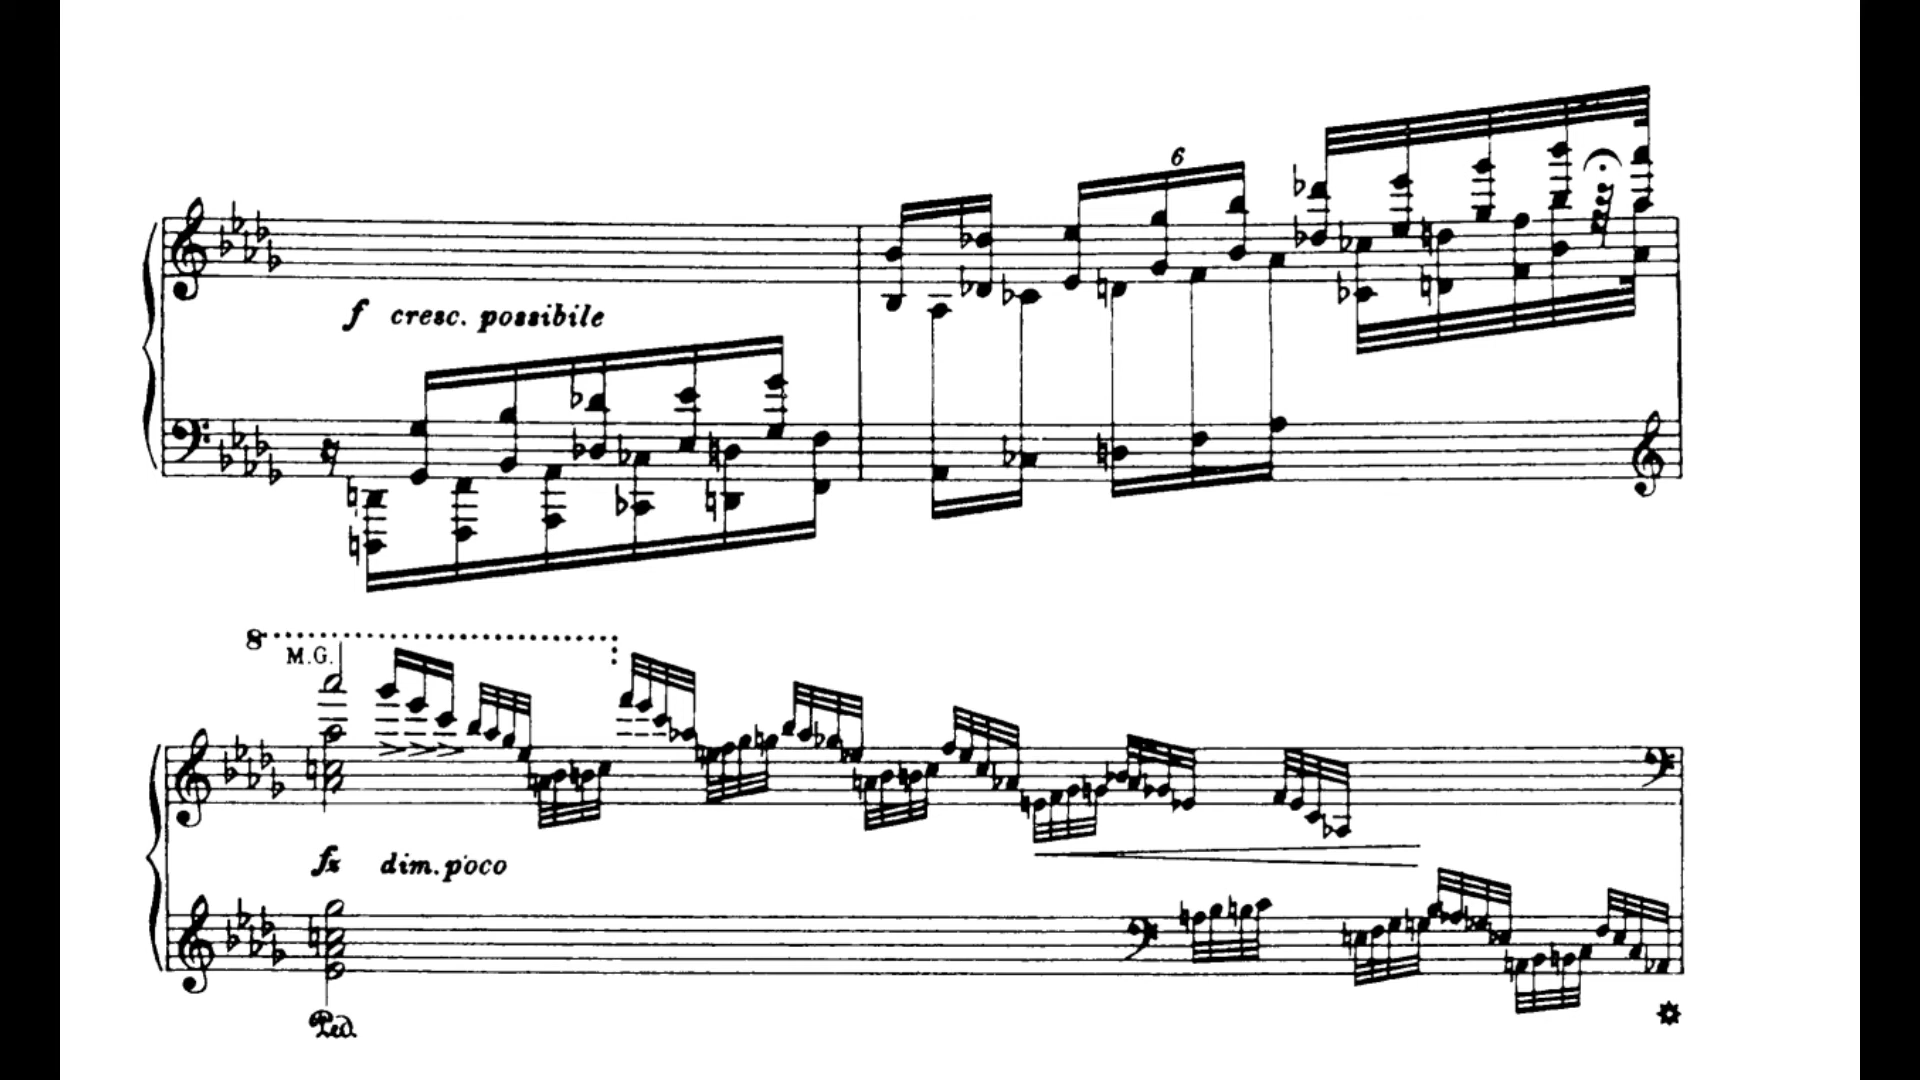 6
f cresc. possibile
8
M.G.
fz dim. poco
Ped.